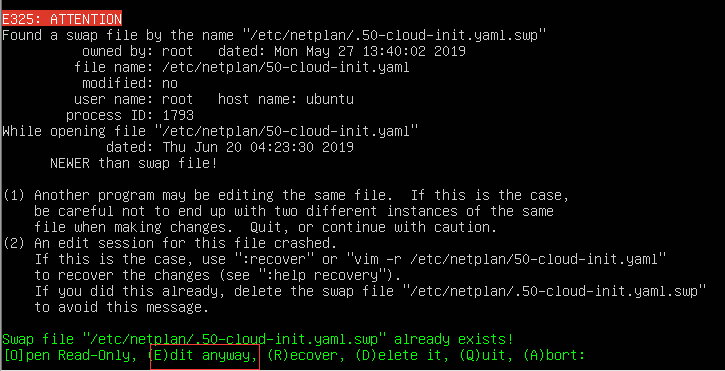 E325: ATTENTION
Found a swap file by the name "/etc/netplan/.50-cloud-init.yaml.swp"
owned by: root   dated: Mon May 27 13:40:02 2019
file name: /etc/netplan/50-cloud-init.yaml
modified: no
user name: root   host name: ubuntu
process ID: 1793
While opening file "/etc/netplan/50-cloud-init.yaml"
dated: Thu Jun 20 04:23:30 2019
NEWER than swap file!
(1) Another program may be editing the same file.  If this is the case,
be careful not to end up with two different instances of the same
file when making changes.  Quit, or continue with caution.
(2) An edit session for this file crashed.
If this is the case, use ":recover" or "vim -r /etc/netplan/50-cloud-init.yaml"
to recover the changes (see ":help recovery").
If you did this already, delete the swap file "/etc/netplan/.50-cloud-init.yaml.swp"
to avoid this message.
Swap file "/etc/netplan/.50-cloud-init.yaml.swp" already exists!
[O]pen Read-Only, (E)dit anyway, (R)ecover, (D)elete it, (Q)uit, (A)bort: